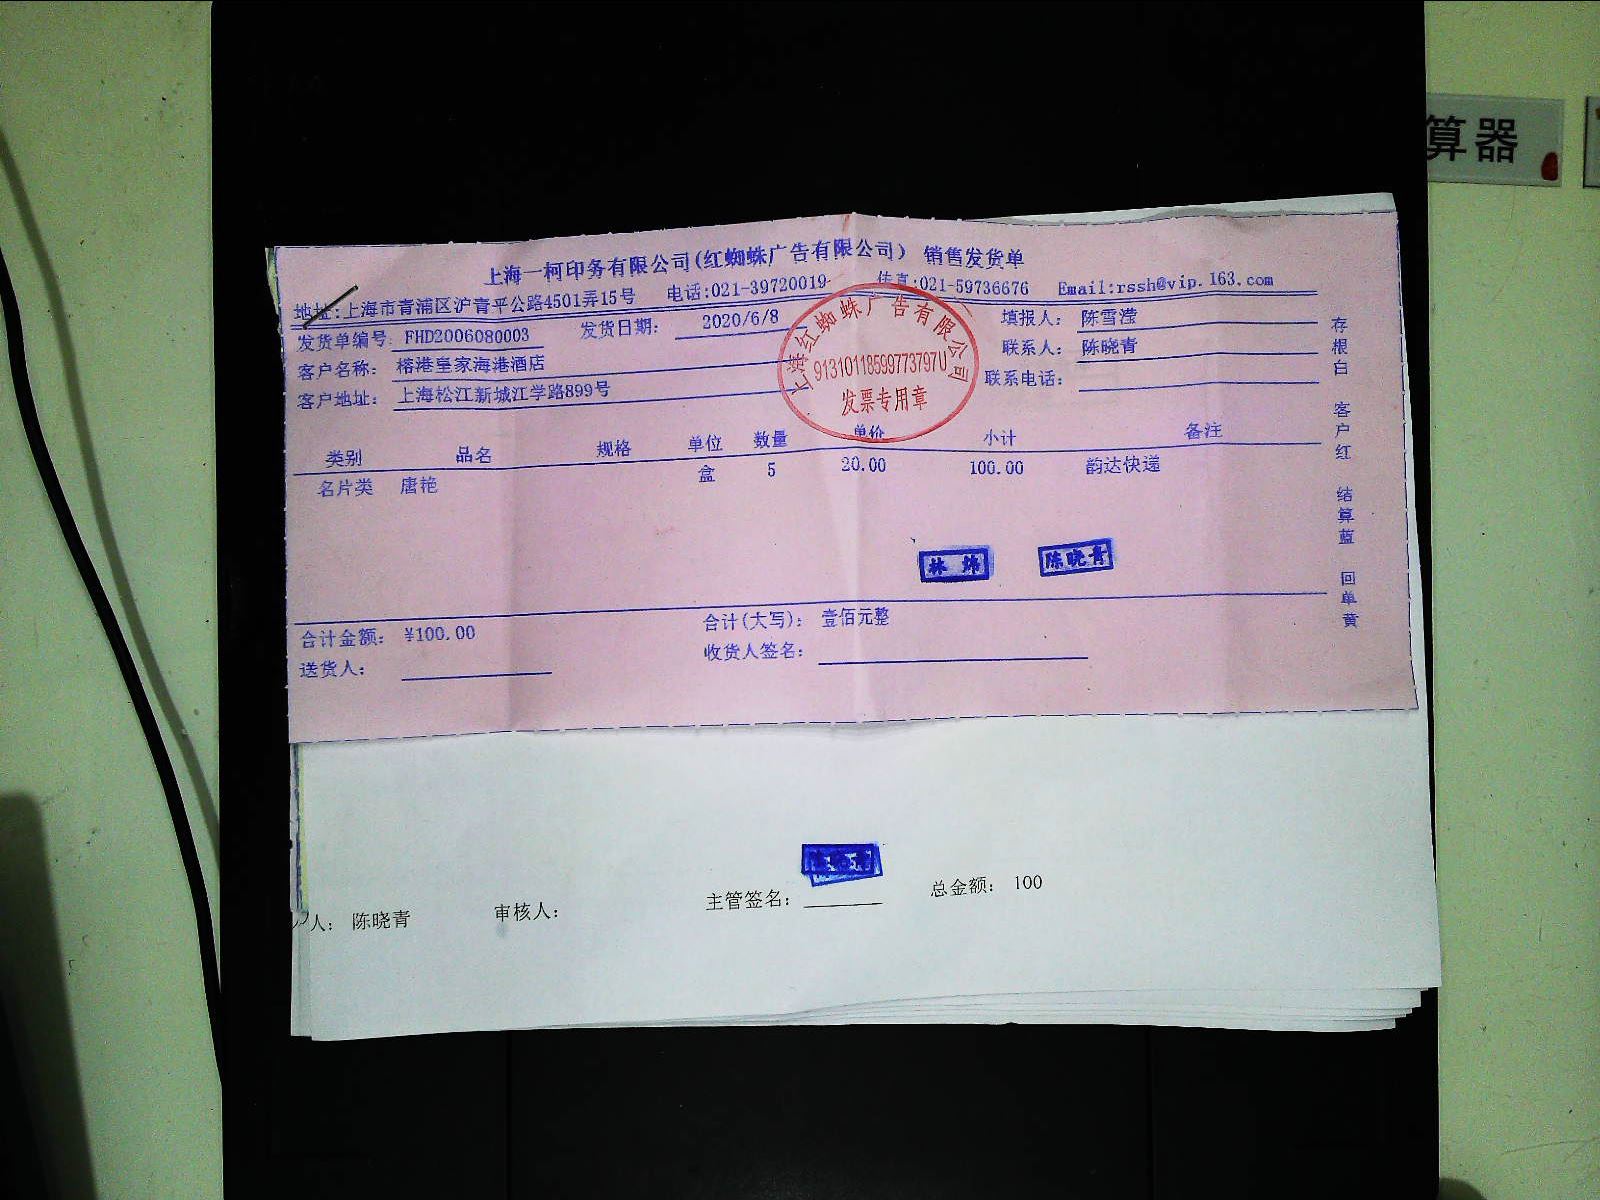 算器
上海一柯印务有限公司(红蜘蛛广告有限公司) 销售发货单
地址:上海市青浦区沪青平公路4501弄15号 电话:021-39720019 传真:021-59736676 Email:rssh@vip.163.com
发货单编号: FHD2006080003 发货日期: 2020/6/8 填报人: 陈雪滢
客户名称: 榕港皇家海港酒店 联系人: 陈晓青
客户地址: 上海松江新城江学路899号 联系电话:
上海红蜘蛛广告有限公司
91310118599773797U
发票专用章
类别 品名 规格 单位 数量 单价 小计 备注
名片类 唐艳 盒 5 20.00 100.00 韵达快递
林 陈晓青
合计金额: ¥100.00 合计(大写): 壹佰元整
送货人: 收货人签名:
存根白 客户红 结算蓝 回单黄
陈晓青
人: 陈晓青 审核人: 主管签名: 总金额: 100